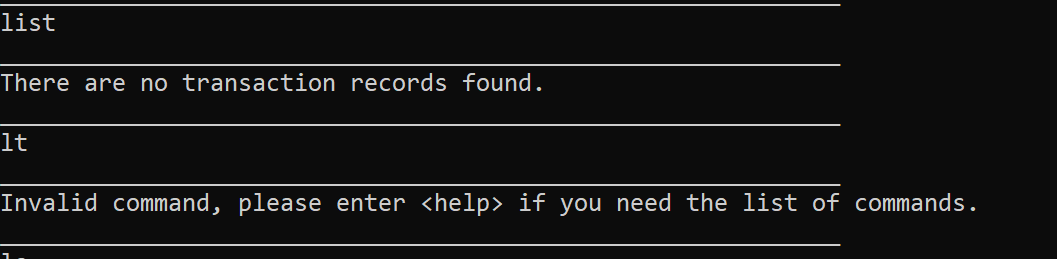 list
There are no transaction records found.
lt
Invalid command, please enter <help> if you need the list of commands.